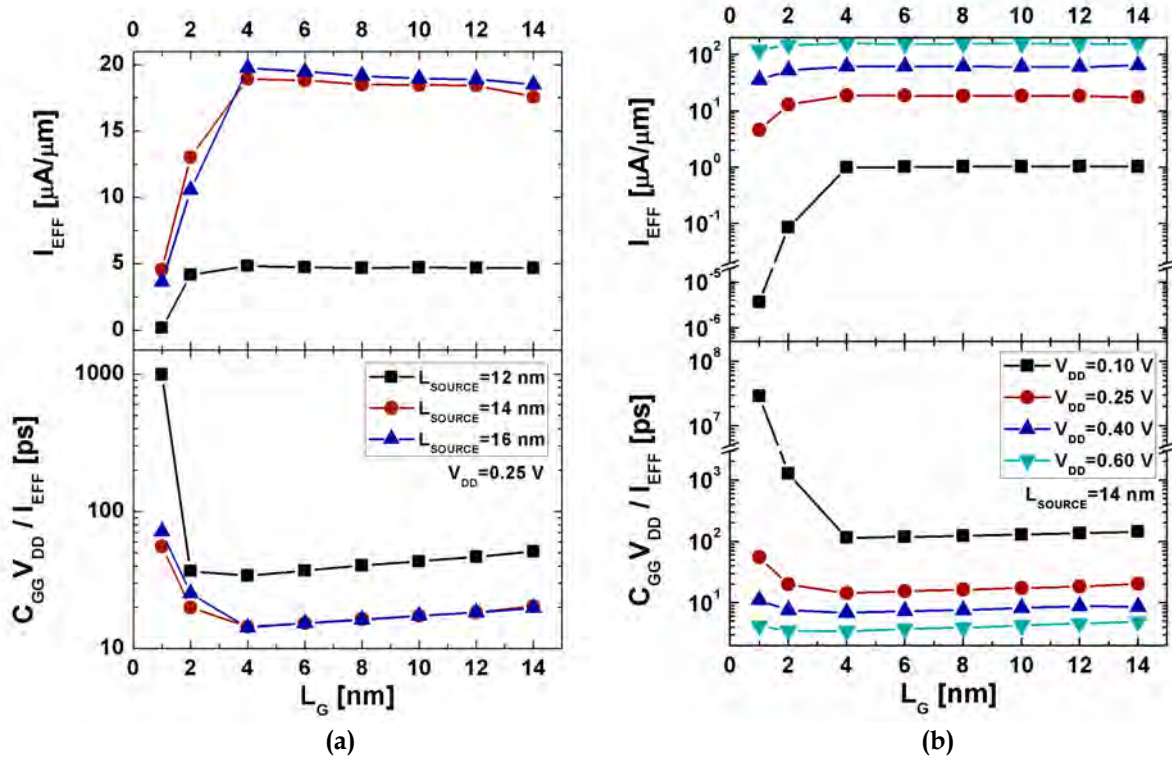 0 2 4 6 8 10 12 14
20
15
10
5
0
I_EFF [μA/μm]
1000
100
10
C_GG V_DD / I_EFF [ps]
L_SOURCE=12 nm
L_SOURCE=14 nm
L_SOURCE=16 nm
V_DD=0.25 V
0 2 4 6 8 10 12 14
L_G [nm]
(a)
0 2 4 6 8 10 12 14
10^2
10^1
10^0
10^-1
10^-5
10^-6
I_EFF [μA/μm]
10^8
10^7
10^3
10^2
10^1
C_GG V_DD / I_EFF [ps]
V_DD=0.10 V
V_DD=0.25 V
V_DD=0.40 V
V_DD=0.60 V
L_SOURCE=14 nm
0 2 4 6 8 10 12 14
L_G [nm]
(b)